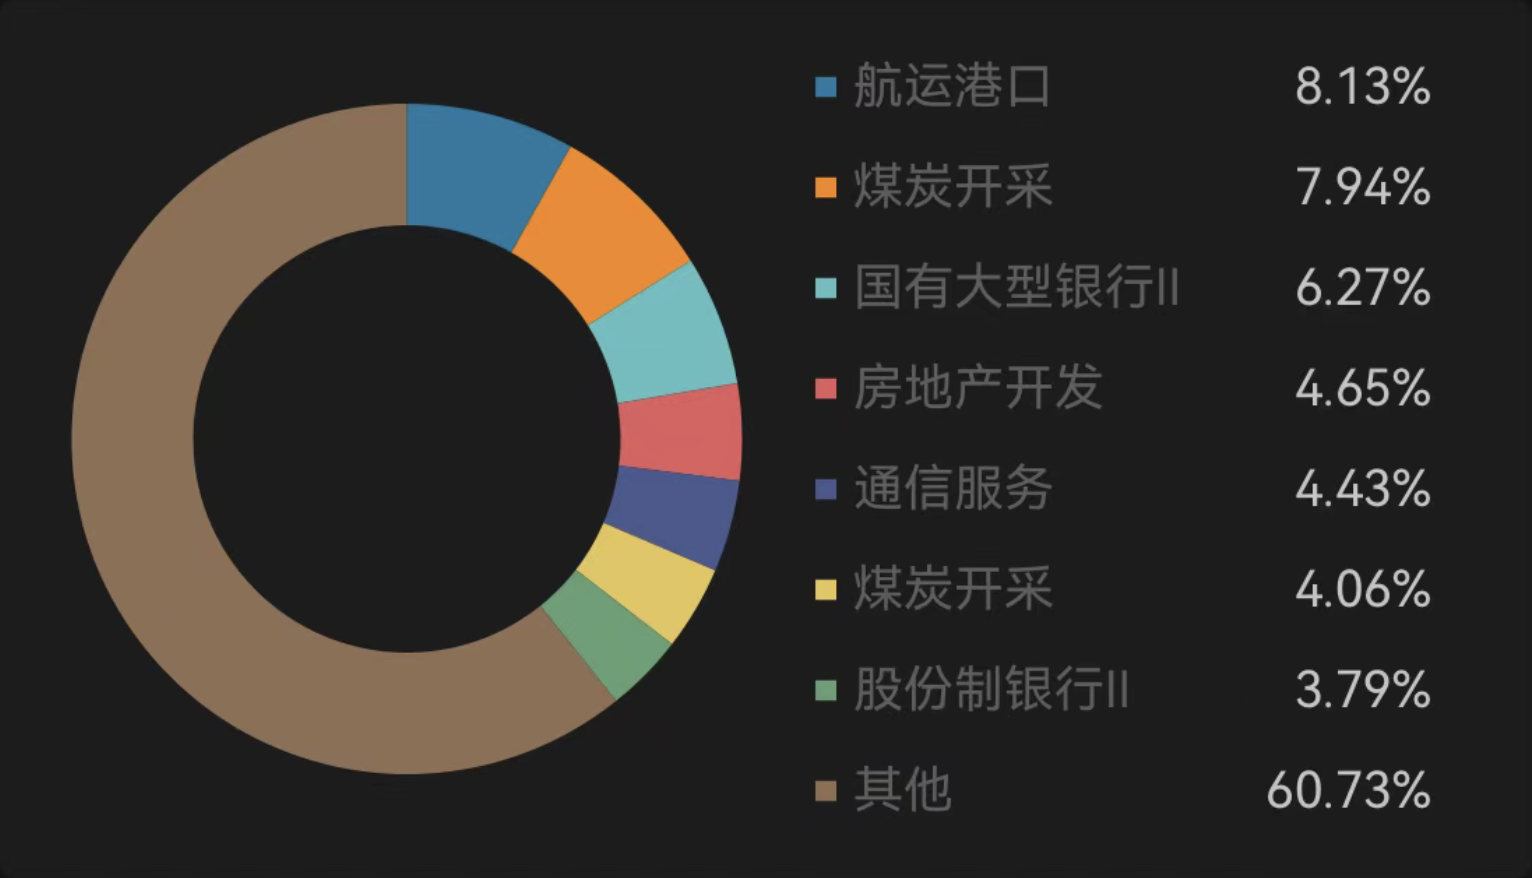 航运港口 8.13%
煤炭开采 7.94%
国有大型银行II 6.27%
房地产开发 4.65%
通信服务 4.43%
煤炭开采 4.06%
股份制银行II 3.79%
其他 60.73%